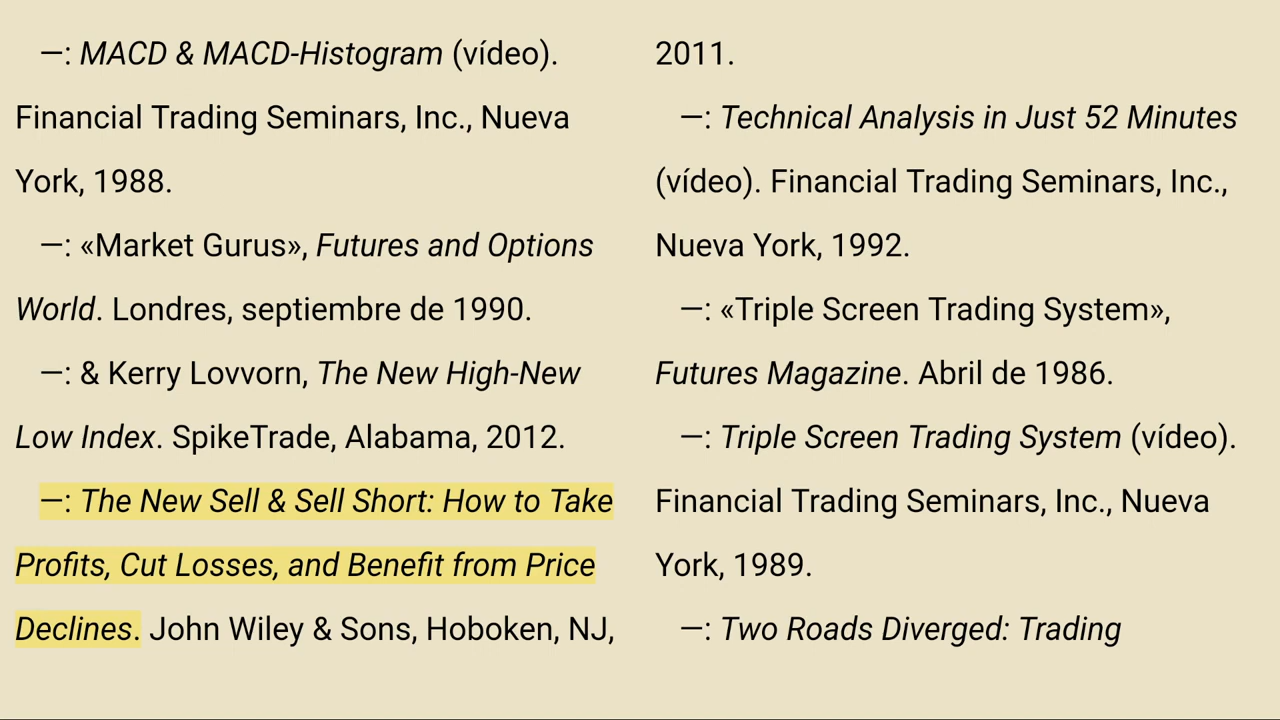 —: MACD & MACD-Histogram (vídeo).
Financial Trading Seminars, Inc., Nueva
York, 1988.
—: «Market Gurus», Futures and Options
World. Londres, septiembre de 1990.
—: & Kerry Lovvorn, The New High-New
Low Index. SpikeTrade, Alabama, 2012.
—: The New Sell & Sell Short: How to Take
Profits, Cut Losses, and Benefit from Price
Declines. John Wiley & Sons, Hoboken, NJ,
2011.
—: Technical Analysis in Just 52 Minutes
(vídeo). Financial Trading Seminars, Inc.,
Nueva York, 1992.
—: «Triple Screen Trading System»,
Futures Magazine. Abril de 1986.
—: Triple Screen Trading System (vídeo).
Financial Trading Seminars, Inc., Nueva
York, 1989.
—: Two Roads Diverged: Trading